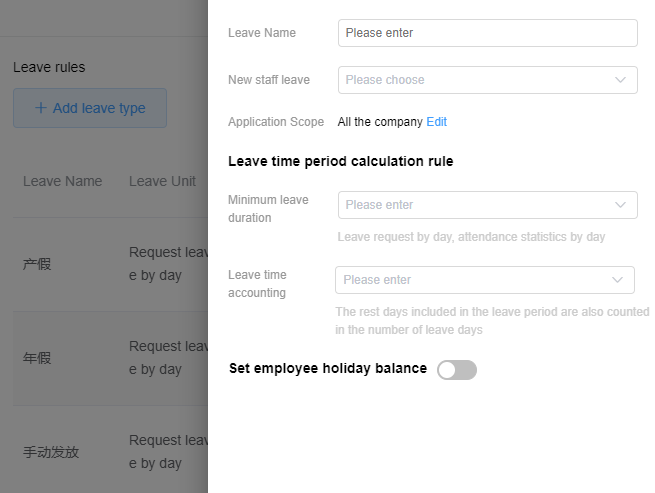 Leave rules
+ Add leave type
Leave Name
Leave Unit
产假
Request leav
e by day
年假
Request leav
e by day
手动发放
Request leav
e by day
Leave Name
Please enter
New staff leave
Please choose
Application Scope
All the company Edit
Leave time period calculation rule
Minimum leave
duration
Please enter
Leave request by day, attendance statistics by day
Leave time
accounting
Please enter
The rest days included in the leave period are also counted
in the number of leave days
Set employee holiday balance